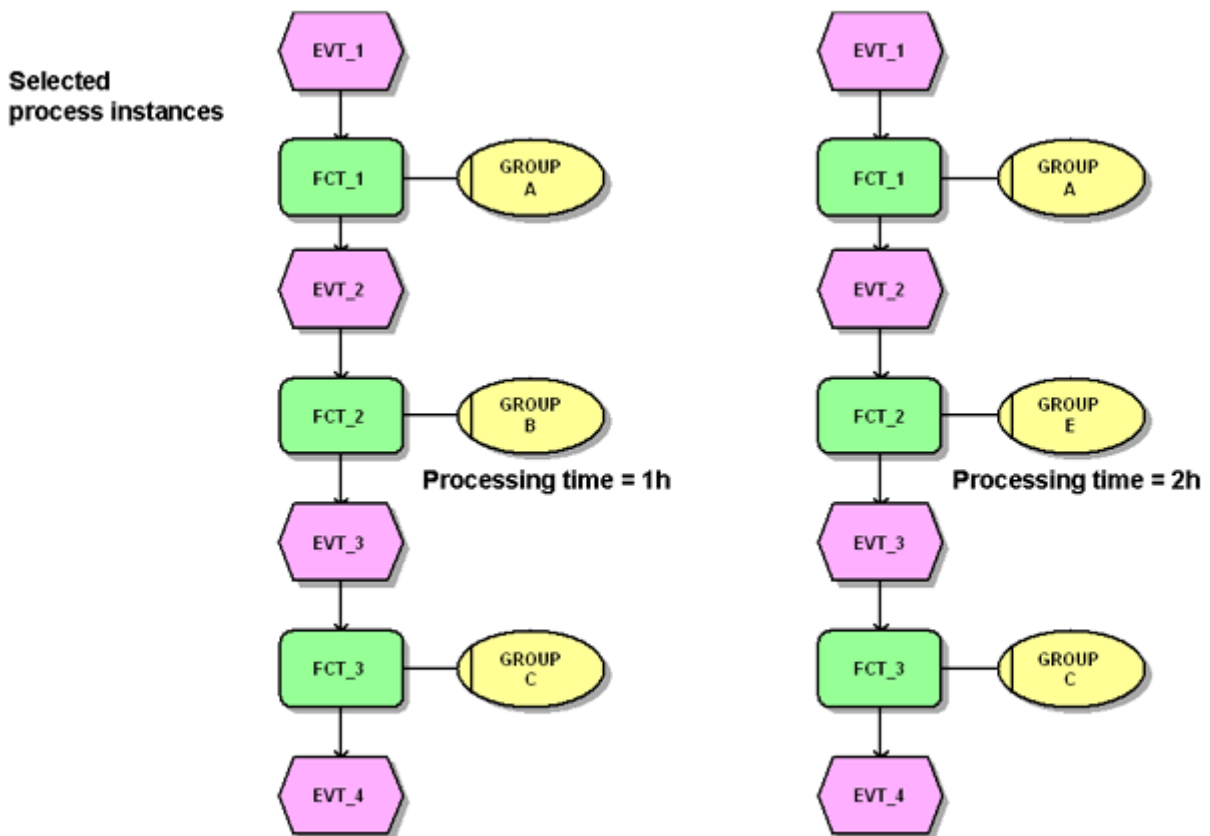 Selected
process instances
EVT_1
FCT_1
GROUP
A
EVT_2
FCT_2
GROUP
B
Processing time = 1h
EVT_3
FCT_3
GROUP
C
EVT_4
EVT_1
FCT_1
GROUP
A
EVT_2
FCT_2
GROUP
E
Processing time = 2h
EVT_3
FCT_3
GROUP
C
EVT_4